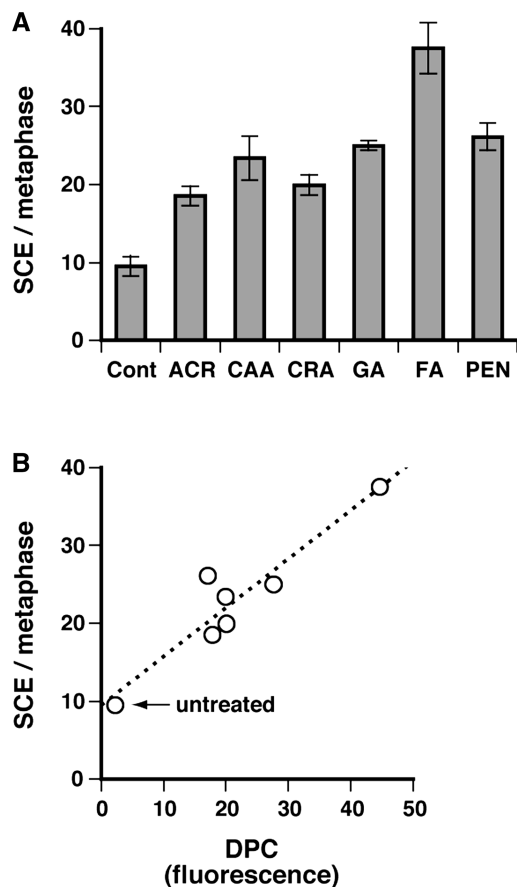 A
40
30
20
10
0
SCE / metaphase
Cont ACR CAA CRA GA FA PEN
B
40
30
20
10
0
SCE / metaphase
untreated
0 10 20 30 40 50
DPC
(fluorescence)